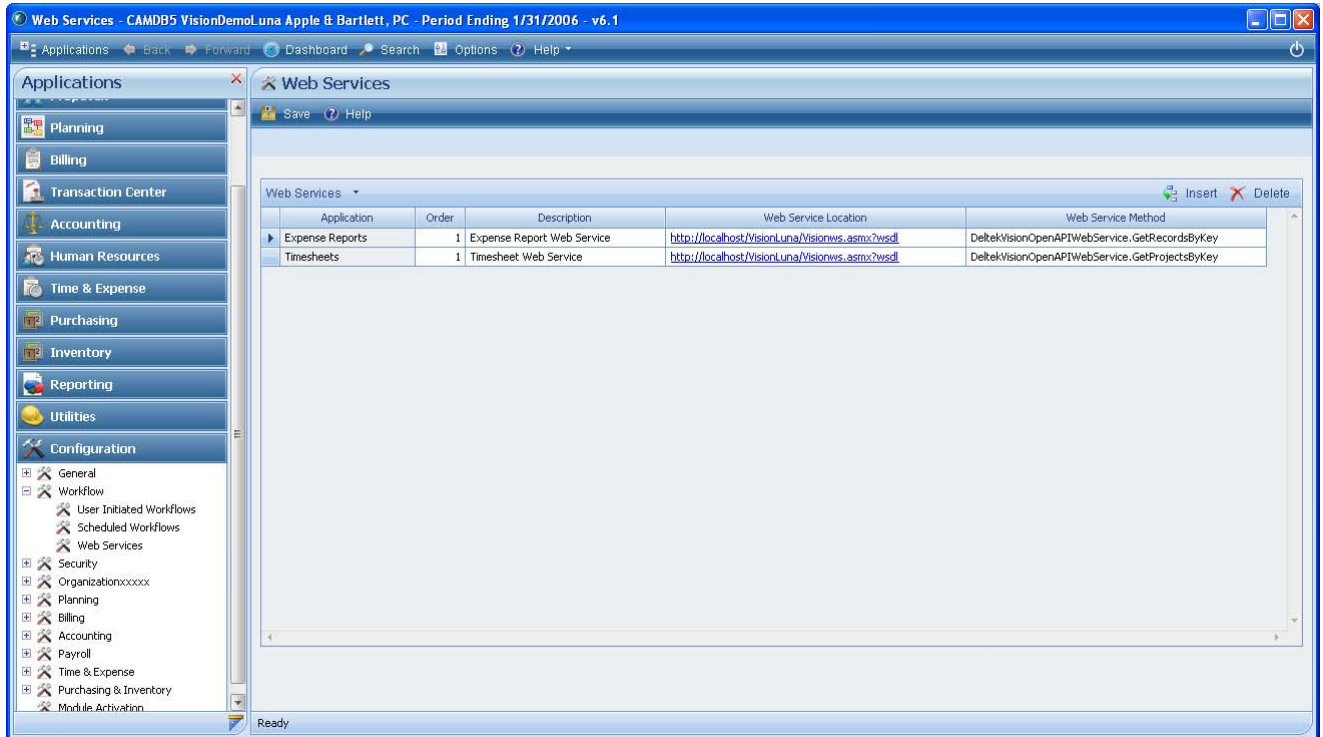 Web Services - CAMDB5 VisionDemoLuna Apple & Bartlett, PC - Period Ending 1/31/2006 - v6.1
Applications Back Forward Dashboard Search Options Help
Applications
Web Services
Save Help
Planning
Billing
Transaction Center
Accounting
Human Resources
Time & Expense
Purchasing
Inventory
Reporting
Utilities
Configuration
General
Workflow
User Initiated Workflows
Scheduled Workflows
Web Services
Security
Organizationxxxxx
Planning
Billing
Accounting
Payroll
Time & Expense
Purchasing & Inventory
Module Activation
Web Services Insert Delete
Application Order Description Web Service Location Web Service Method
Expense Reports 1 Expense Report Web Service http://localhost/VisionLuna/Visionws.asmx?wsdl DeltekVisionOpenAPIWebService.GetRecordsByKey
Timesheets 1 Timesheet Web Service http://localhost/VisionLuna/Visionws.asmx?wsdl DeltekVisionOpenAPIWebService.GetProjectsByKey
Ready